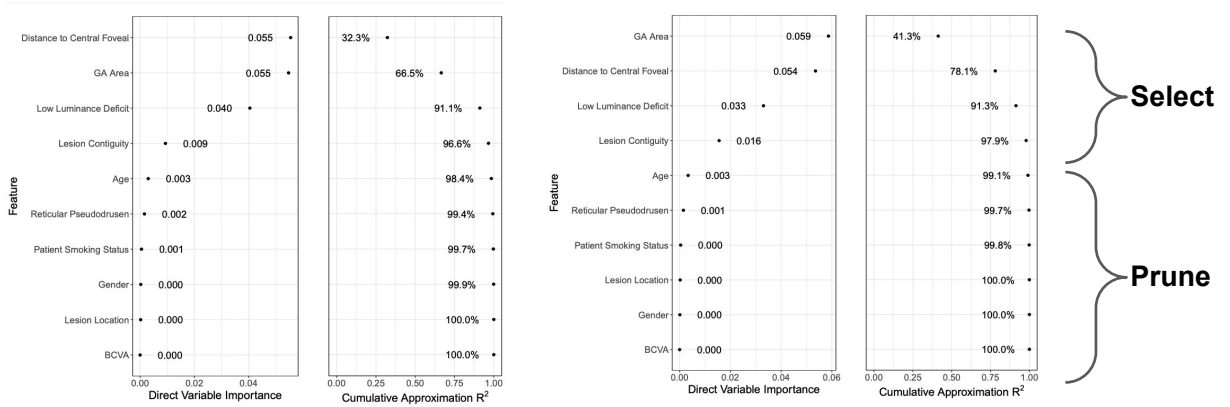 Feature
Distance to Central Foveal 0.055 32.3%
GA Area 0.055 66.5%
Low Luminance Deficit 0.040 91.1%
Lesion Contiguity 0.009 96.6%
Age 0.003 98.4%
Reticular Pseudodrusen 0.002 99.4%
Patient Smoking Status 0.001 99.7%
Gender 0.000 99.9%
Lesion Location 0.000 100.0%
BCVA 0.000 100.0%
0.00 0.02 0.04 0.00 0.25 0.50 0.75 1.00
Direct Variable Importance Cumulative Approximation R²
Feature
GA Area 0.059 41.3%
Distance to Central Foveal 0.054 78.1%
Low Luminance Deficit 0.033 91.3%
Lesion Contiguity 0.016 97.9%
Age 0.003 99.1%
Reticular Pseudodrusen 0.001 99.7%
Patient Smoking Status 0.000 99.8%
Lesion Location 0.000 100.0%
Gender 0.000 100.0%
BCVA 0.000 100.0%
0.00 0.02 0.04 0.06 0.00 0.25 0.50 0.75 1.00
Direct Variable Importance Cumulative Approximation R²
Select
Prune